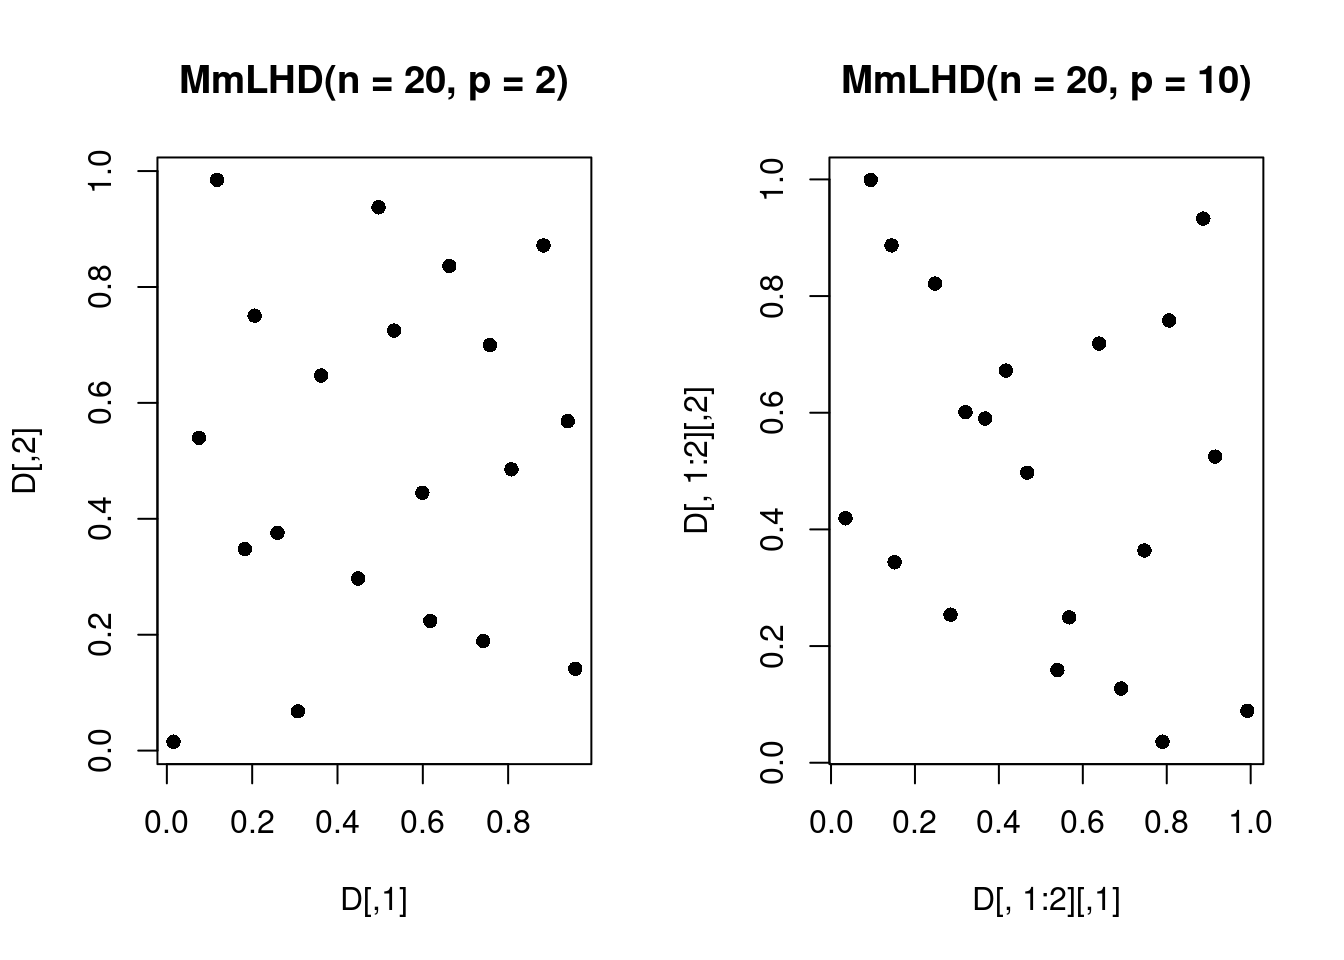 MmLHD(n = 20, p = 2)
1.0
0.8
0.6
0.4
0.2
0.0
D[,2]
0.0 0.2 0.4 0.6 0.8
D[,1]
MmLHD(n = 20, p = 10)
1.0
0.8
0.6
0.4
0.2
0.0
D[, 1:2][,2]
0.0 0.2 0.4 0.6 0.8 1.0
D[, 1:2][,1]